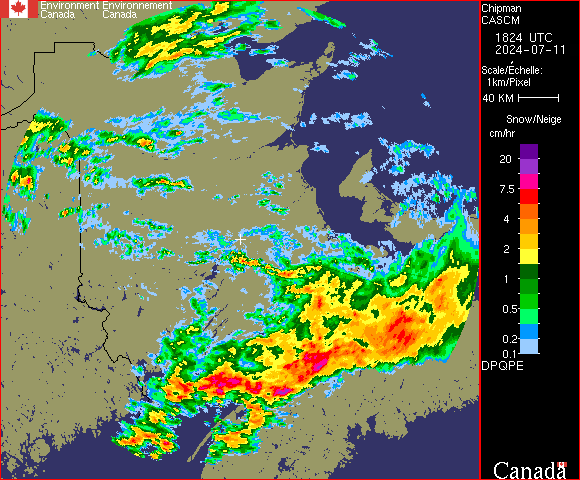 Environment Environnement
Canada Canada
Chipman
CASCM
1824 UTC
2024-07-11
Scale/Échelle:
1km/Pixel
40 KM
Snow/Neige
cm/hr
20
7.5
4
2
1
0.5
0.2
0.1
DPQPE
Canada